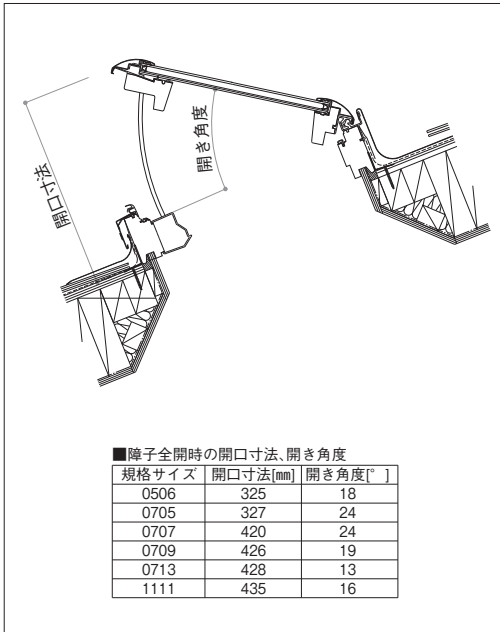 開口寸法
開き角度
■障子全開時の開口寸法、開き角度
規格サイズ 開口寸法[㎜] 開き角度[°]
0506 325 18
0705 327 24
0707 420 24
0709 426 19
0713 428 13
1111 435 16